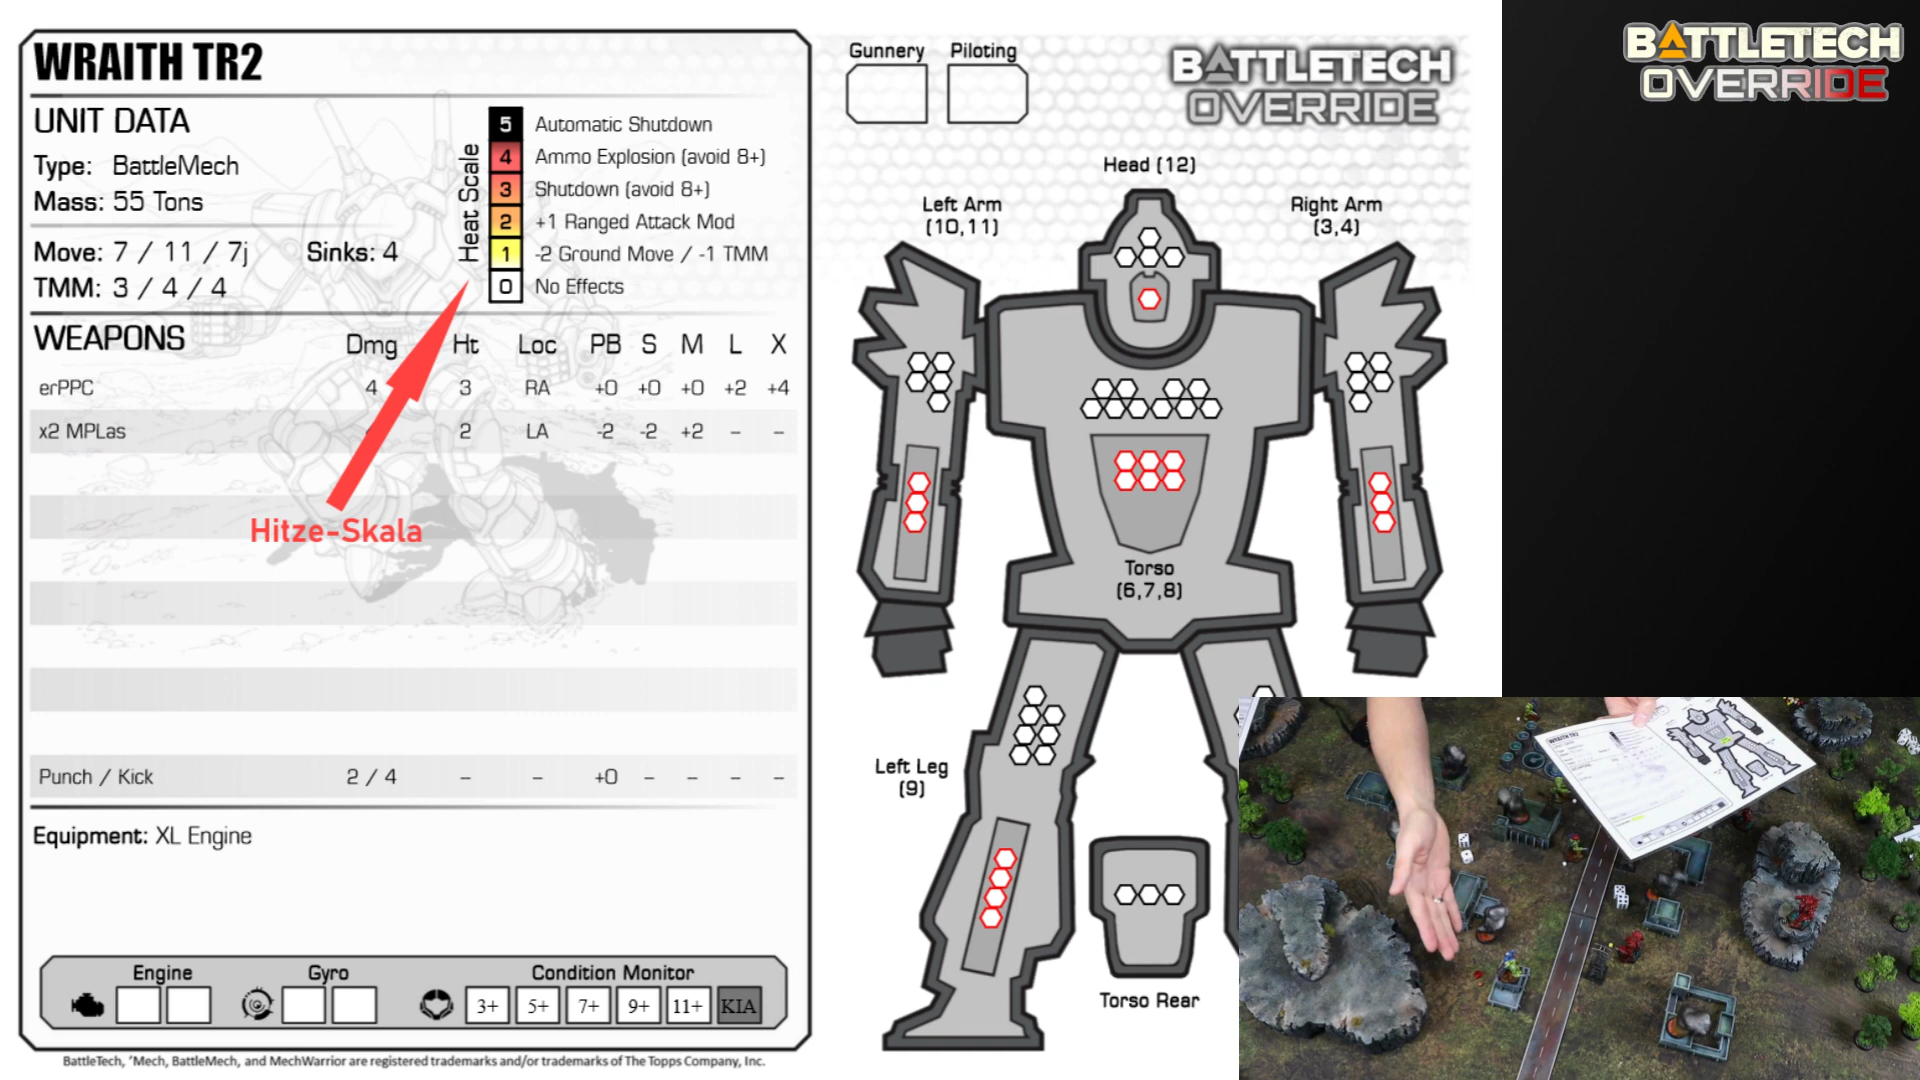 WRAITH TR2
UNIT DATA
Type: BattleMech
Mass: 55 Tons
Move: 7 / 11 / 7j Sinks: 4
TMM: 3 / 4 / 4
Heat Scale
5 Automatic Shutdown
4 Ammo Explosion (avoid 8+)
3 Shutdown (avoid 8+)
2 +1 Ranged Attack Mod
1 -2 Ground Move / -1 TMM
0 No Effects
WEAPONS Dmg Ht Loc PB S M L X
erPPC 4 3 RA +0 +0 +0 +2 +4
x2 MPLas 2 LA -2 -2 +2 - -
Hitze-Skala
Punch / Kick 2 / 4 - - +0 - - - -
Equipment: XL Engine
Engine Gyro Condition Monitor
3+ 5+ 7+ 9+ 11+ KIA
BattleTech, 'Mech, BattleMech, and MechWarrior are registered trademarks and/or trademarks of The Topps Company, Inc.
Gunnery Piloting
BATTLETECH
OVERRIDE
Head (12)
Left Arm
(10,11)
Right Arm
(3,4)
Torso
(6,7,8)
Left Leg
(9)
Torso Rear
BATTLETECH
OVERRIDE
WRAITH TR2